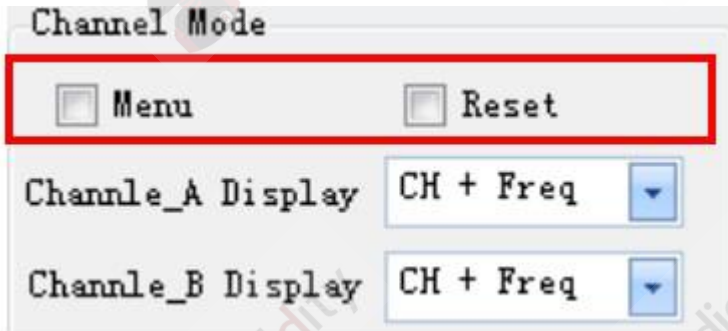 Channel Mode
Menu Reset
Channle_A Display CH + Freq
Channle_B Display CH + Freq